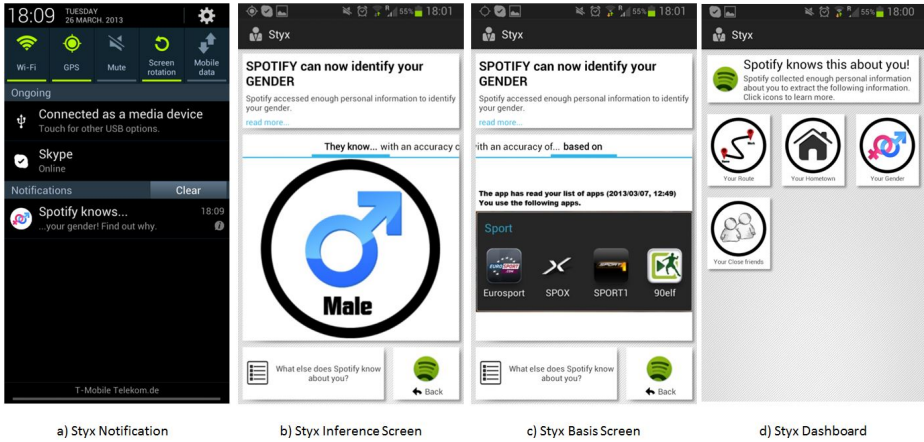 18:09 TUESDAY
26 MARCH, 2013
Wi-Fi GPS Mute Screen rotation Mobile data
Ongoing
Connected as a media device
Touch for other USB options.
Skype
Online
Notifications Clear
Spotify knows... 18:09
...your gender! Find out why.
T-Mobile Telekom.de
a) Styx Notification
55% 18:01
Styx
SPOTIFY can now identify your
GENDER
Spotify accessed enough personal information to identify
your gender.
read more...
They know... with an accuracy o
Male
What else does Spotify know
about you?
Back
b) Styx Inference Screen
55% 18:01
Styx
SPOTIFY can now identify your
GENDER
Spotify accessed enough personal information to identify
your gender.
read more...
ith an accuracy of... based on
The app has read your list of apps (2013/03/07, 12:49)
You use the following apps.
Sport
EUROSPORT
SPORT1
Eurosport SPOX SPORT1 90elf
What else does Spotify know
about you?
Back
c) Styx Basis Screen
55% 18:00
Styx
Spotify knows this about you!
Spotify collected enough personal information
about you to extract the following information.
Click icons to learn more.
Your Route Your Hometown Your Gender
Your Close friends
d) Styx Dashboard